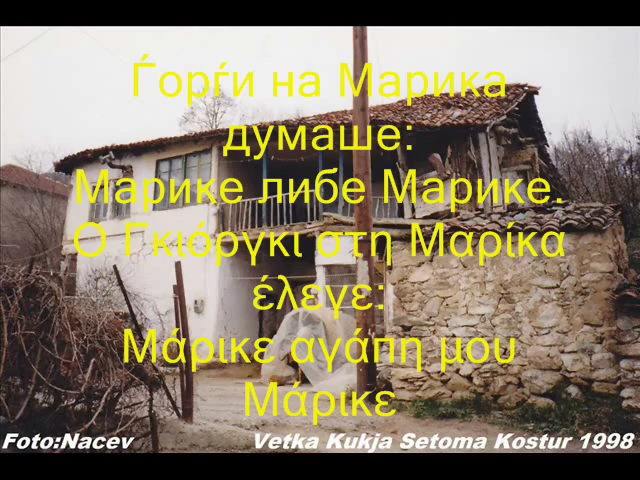 Ѓорѓи на Марика
думаше:
Марике либе Марике.
Ο Γκιόργκι στη Μαρίκα
έλεγε:
Μάρικε αγάπη μου
Μάρικε
Foto:Nacev
Vetka Kukja Setoma Kostur 1998